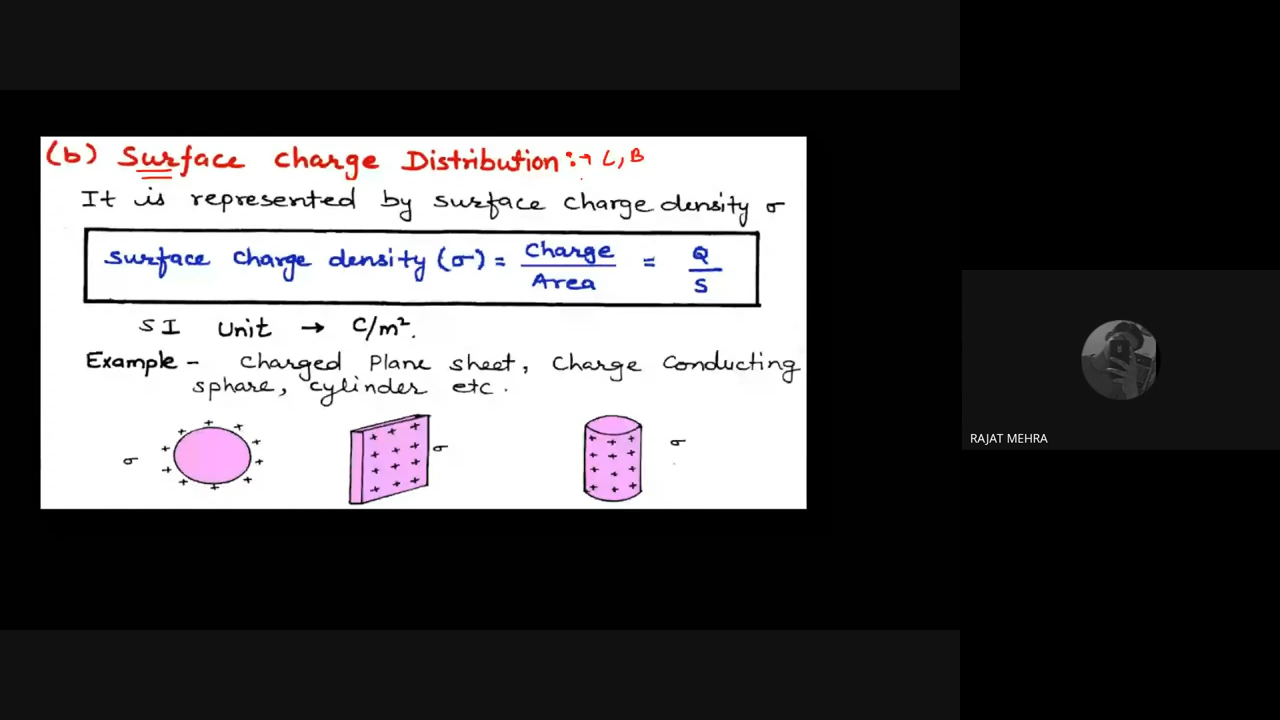 (b) Surface Charge Distribution :→ L, B
It is represented by surface charge density σ
Surface charge density (σ) = Charge / Area = Q / S
SI Unit → C/m².
Example - Charged Plane sheet, Charge Conducting
sphare, cylinder etc.
σ + + + + + + + + + + + σ + + + + + + + + + + + + σ
RAJAT MEHRA